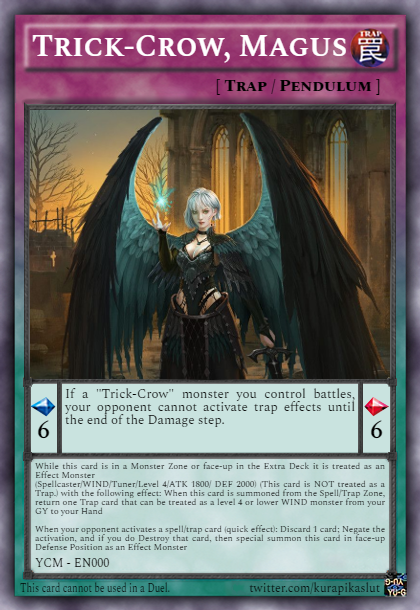 Trick-Crow, Magus
TRAP
罠
[ Trap / Pendulum ]
If a "Trick-Crow" monster you control battles,
your opponent cannot activate trap effects until
the end of the Damage step.
6
6
While this card is in a Monster Zone or face-up in the Extra Deck it is treated as an
Effect Monster
(Spellcaster/WIND/Tuner/Level 4/ATK 1800/ DEF 2000) (This card is NOT treated as a
Trap.) with the following effect: When this card is summoned from the Spell/Trap Zone,
return one Trap card that can be treated as a level 4 or lower WIND monster from your
GY to your Hand
When your opponent activates a spell/trap card (quick effect): Discard 1 card; Negate the
activation, and if you do Destroy that card, then special summon this card in face-up
Defense Position as an Effect Monster
YCM - EN000
This card cannot be used in a Duel.
twitter.com/kurapikaslut